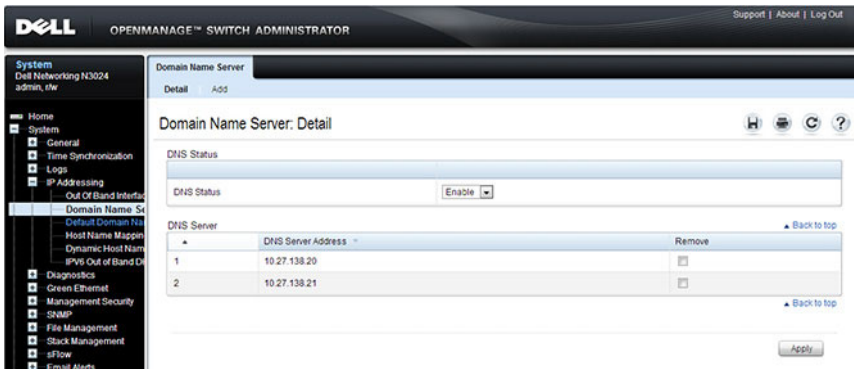 Support | About | Log Out
DELL OPENMANAGE™ SWITCH ADMINISTRATOR
System
Dell Networking N3024
admin, r/w
Home
System
General
Time Synchronization
Logs
IP Addressing
Out Of Band Interfac
Domain Name Se
Default Domain Na
Host Name Mappin
Dynamic Host Nam
IPV6 Out of Band D
Diagnostics
Green Ethernet
Management Security
SNMP
File Management
Stack Management
sFlow
Email Alerts
Domain Name Server
Detail Add
Domain Name Server: Detail
DNS Status
DNS Status Enable
DNS Server
Back to top
DNS Server Address Remove
1 10.27.138.20
2 10.27.138.21
Back to top
Apply